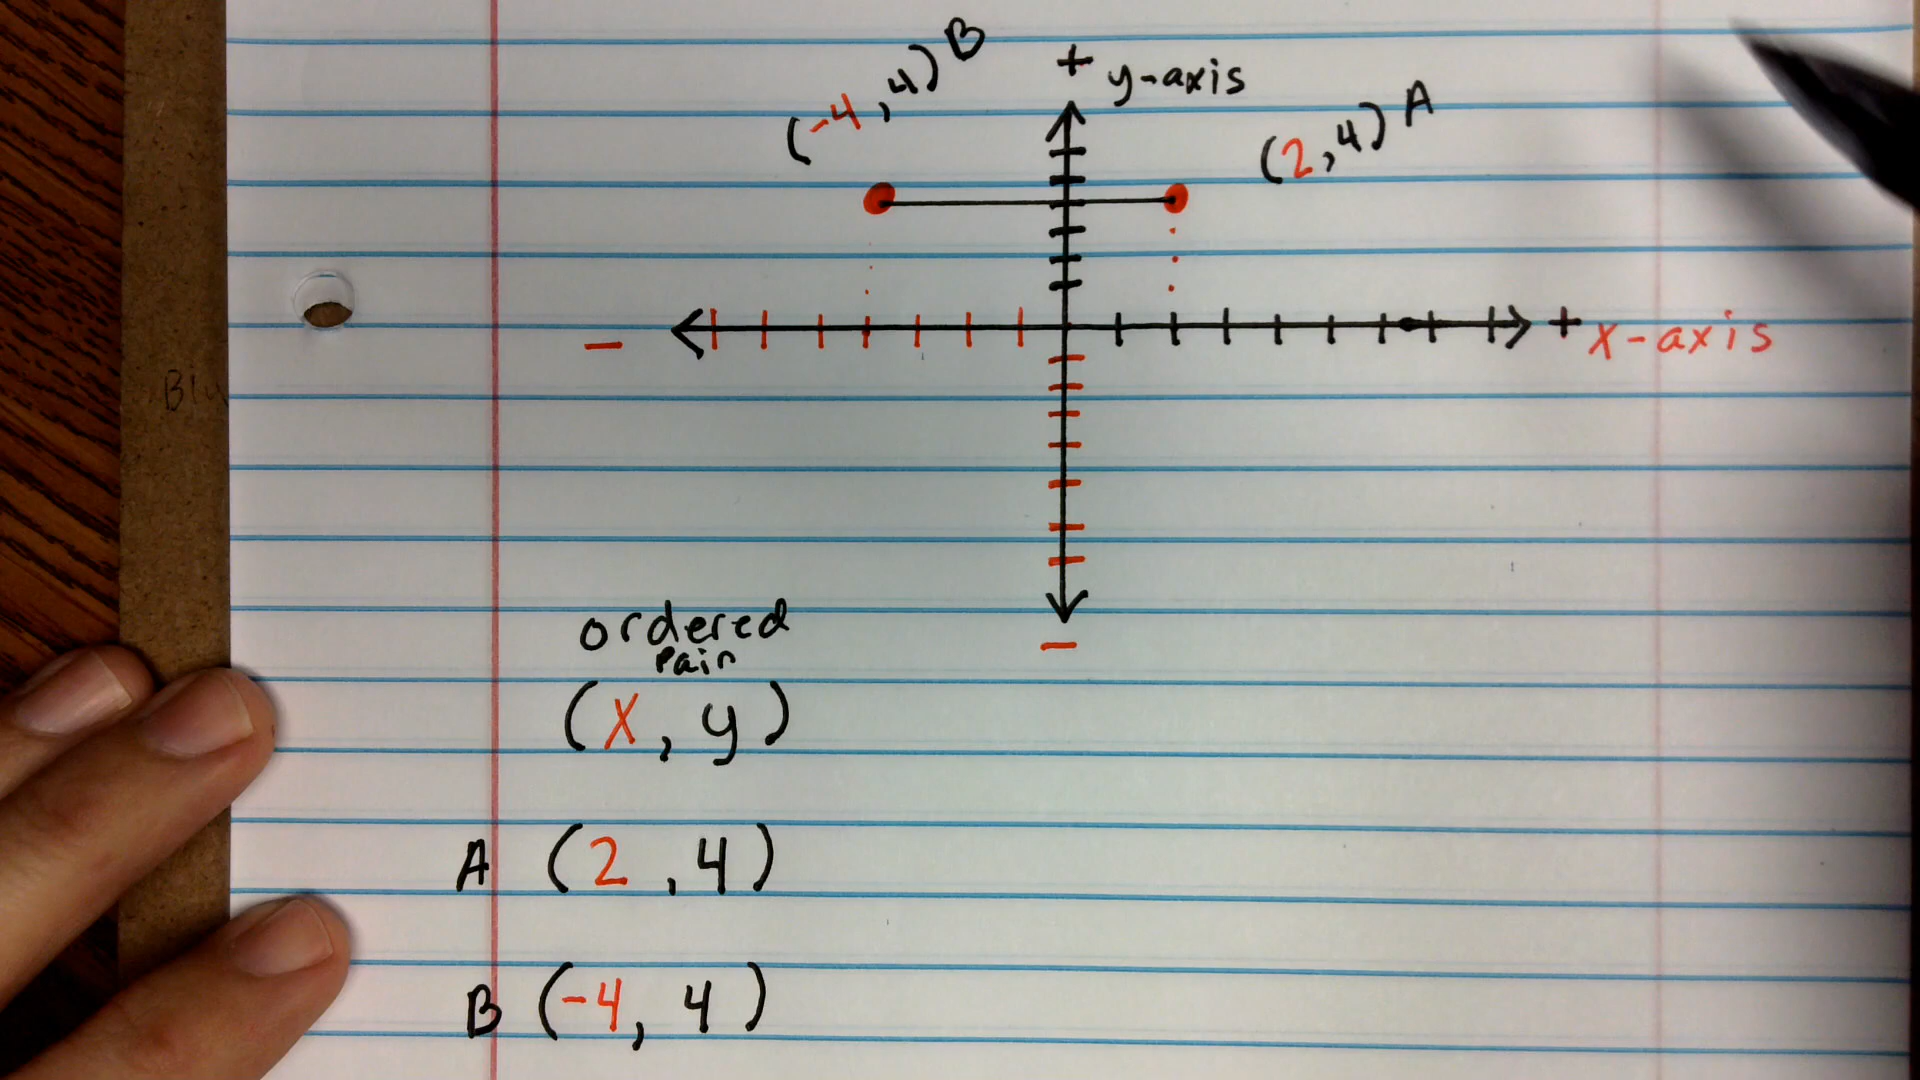 (-4,4) B
+ y-axis
(2,4) A
-
+ x-axis
-
ordered
pair
(x, y)
A (2,4)
B (-4, 4)